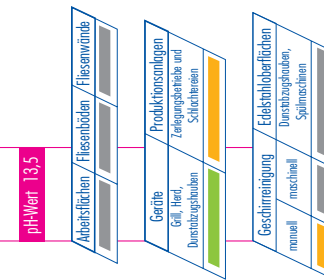 pH-Wert 13,5
Arbeitsflächen
Fliesenböden
Fliesenwände
Geräte
Grill, Herd,
Dunstabzugshauben
Produktionsanlagen
Zerlegungsbetriebe und
Schlachtereien
Geschirreinigung
manuell
maschinell
Edelstahloberflächen
Dunstabzugshauben,
Spülmaschinen